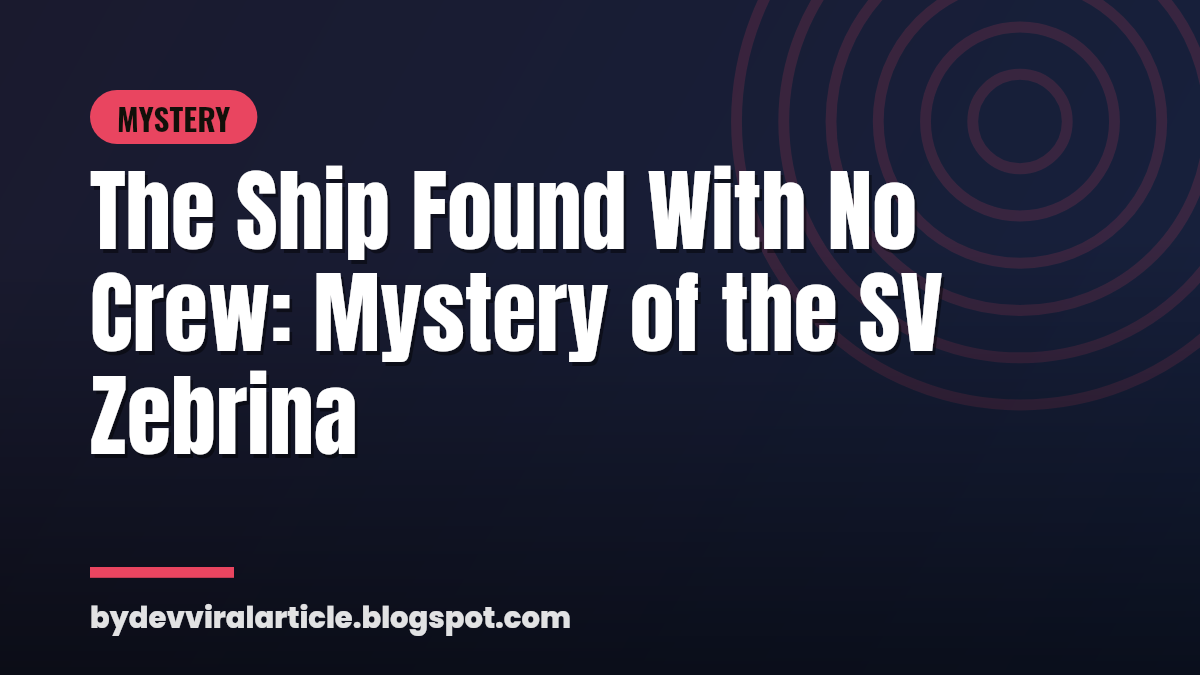 MYSTERY
The Ship Found With No
Crew: Mystery of the SV
Zebrina
bydevviralarticle.blogspot.com